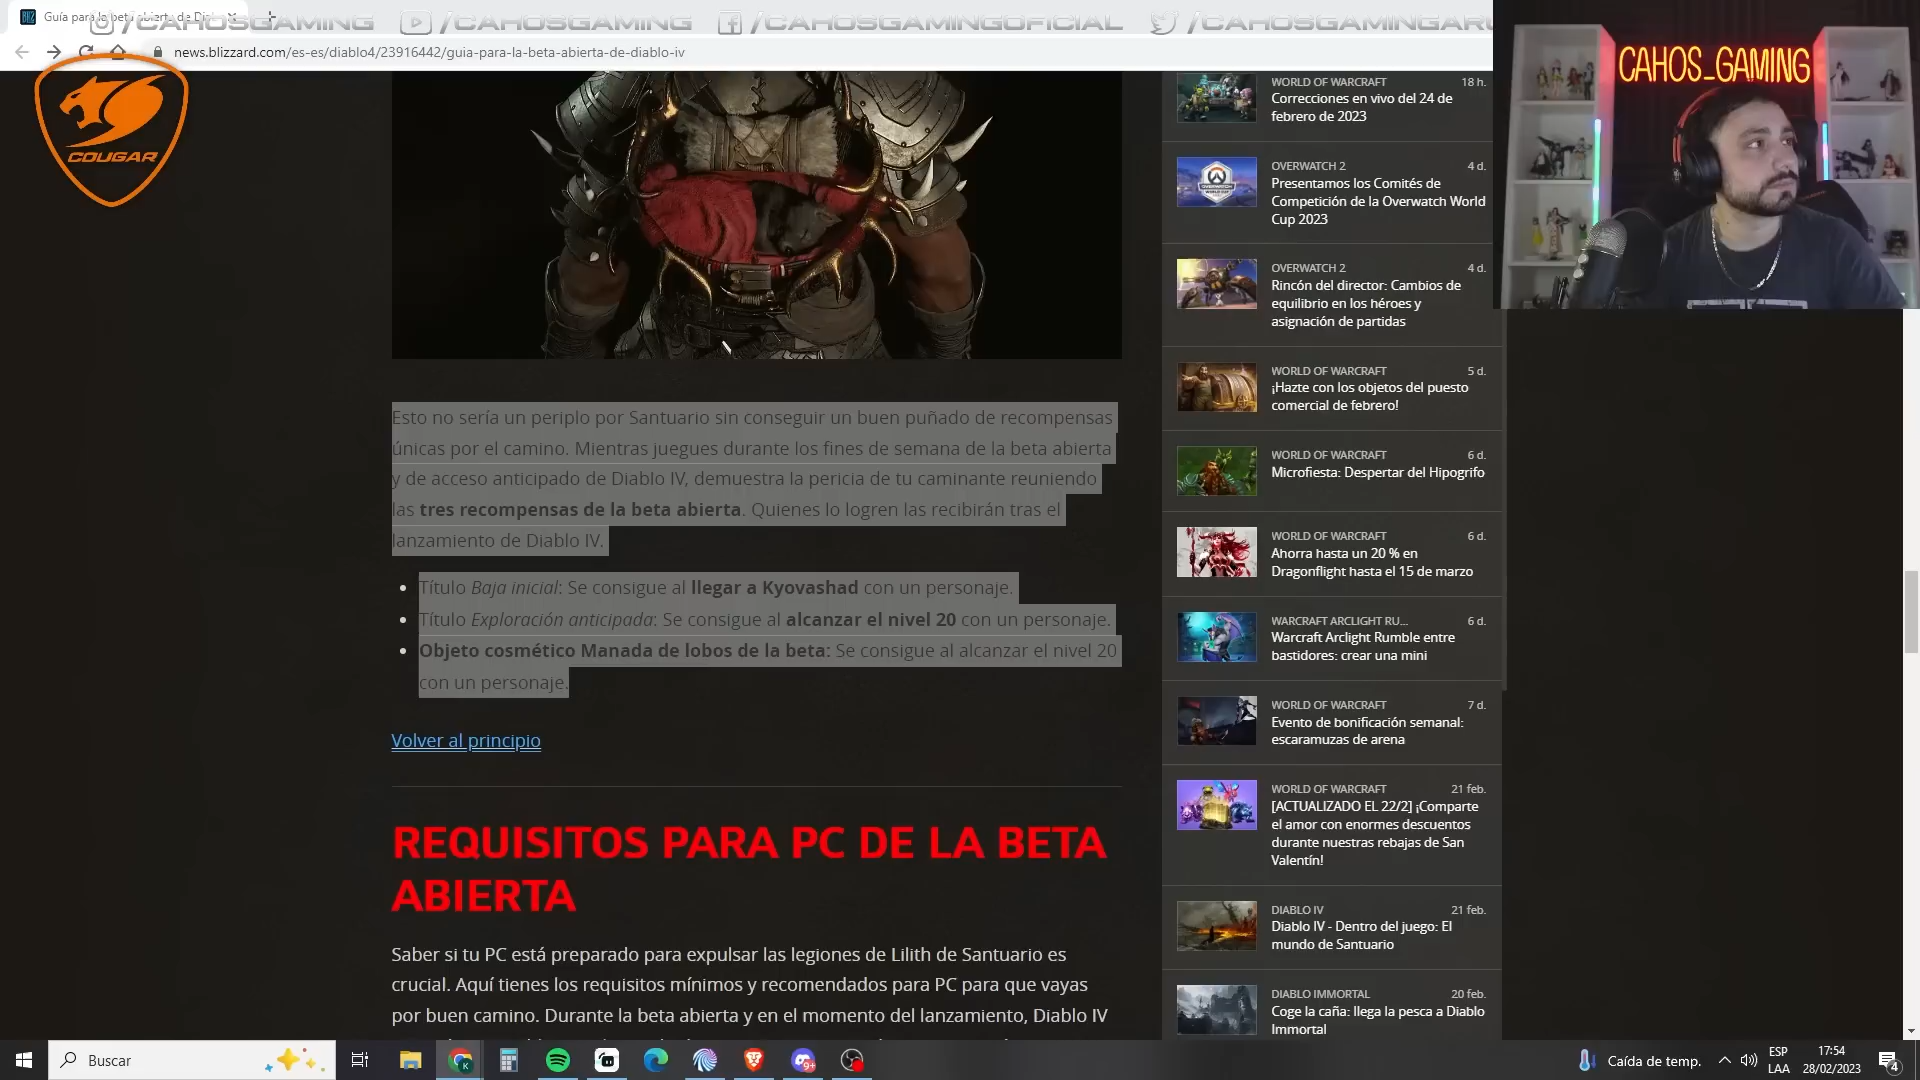 Guía para la beta abierta de Diab
/CAHOSGAMING
/CAHOSGAMING
/CAHOSGAMINGOFICIAL
news.blizzard.com/es-es/diablo4/23916442/guia-para-la-beta-abierta-de-diablo-iv
COUGAR
CAHOS_GAMING
Esto no sería un periplo por Santuario sin conseguir un buen puñado de recompensas
únicas por el camino. Mientras juegues durante los fines de semana de la beta abierta
y de acceso anticipado de Diablo IV, demuestra la pericia de tu caminante reuniendo
las tres recompensas de la beta abierta. Quienes lo logren las recibirán tras el
lanzamiento de Diablo IV.
Título Baja inicial: Se consigue al llegar a Kyovashad con un personaje.
Título Exploración anticipada: Se consigue al alcanzar el nivel 20 con un personaje.
Objeto cosmético Manada de lobos de la beta: Se consigue al alcanzar el nivel 20
con un personaje.
Volver al principio
REQUISITOS PARA PC DE LA BETA
ABIERTA
Saber si tu PC está preparado para expulsar las legiones de Lilith de Santuario es
crucial. Aquí tienes los requisitos mínimos y recomendados para PC para que vayas
por buen camino. Durante la beta abierta y en el momento del lanzamiento, Diablo IV
WORLD OF WARCRAFT 18 h.
Correcciones en vivo del 24 de
febrero de 2023
OVERWATCH 2 4 d.
Presentamos los Comités de
Competición de la Overwatch World
Cup 2023
OVERWATCH 2 4 d.
Rincón del director: Cambios de
equilibrio en los héroes y
asignación de partidas
WORLD OF WARCRAFT 5 d.
¡Hazte con los objetos del puesto
comercial de febrero!
WORLD OF WARCRAFT 6 d.
Microfiesta: Despertar del Hipogrifo
WORLD OF WARCRAFT 6 d.
Ahorra hasta un 20 % en
Dragonflight hasta el 15 de marzo
WARCRAFT ARCLIGHT RU... 6 d.
Warcraft Arclight Rumble entre
bastidores: crear una mini
WORLD OF WARCRAFT 7 d.
Evento de bonificación semanal:
escaramuzas de arena
WORLD OF WARCRAFT 21 feb.
[ACTUALIZADO EL 22/2] ¡Comparte
el amor con enormes descuentos
durante nuestras rebajas de San
Valentín!
DIABLO IV 21 feb.
Diablo IV - Dentro del juego: El
mundo de Santuario
DIABLO IMMORTAL 20 feb.
Coge la caña: llega la pesca a Diablo
Immortal
Buscar
Caída de temp.
ESP
LAA
17:54
28/02/2023
4